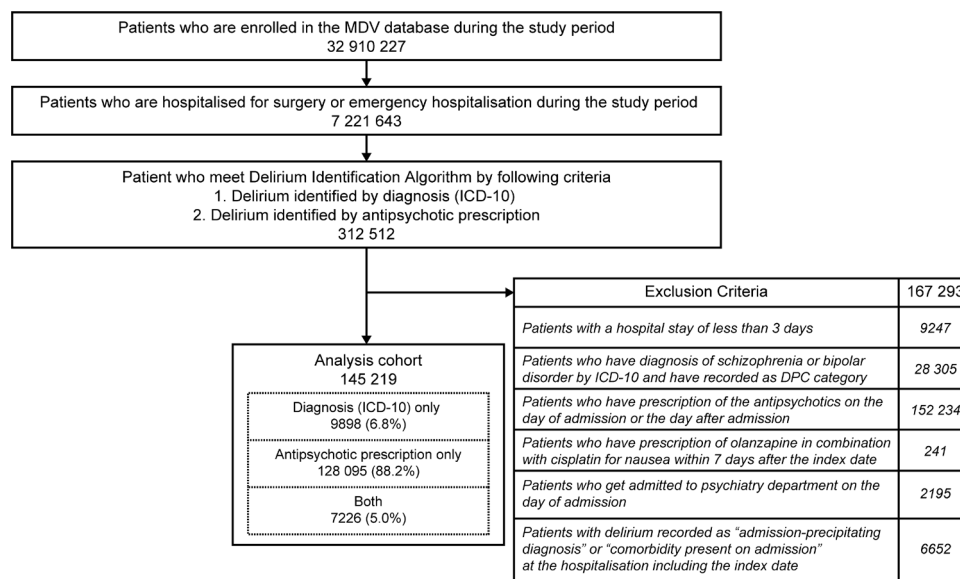 Patients who are enrolled in the MDV database during the study period
32 910 227
Patients who are hospitalised for surgery or emergency hospitalisation during the study period
7 221 643
Patient who meet Delirium Identification Algorithm by following criteria
1. Delirium identified by diagnosis (ICD-10)
2. Delirium identified by antipsychotic prescription
312 512
Exclusion Criteria 167 293
Patients with a hospital stay of less than 3 days 9247
Patients who have diagnosis of schizophrenia or bipolar
disorder by ICD-10 and have recorded as DPC category 28 305
Patients who have prescription of the antipsychotics on the
day of admission or the day after admission 152 234
Patients who have prescription of olanzapine in combination
with cisplatin for nausea within 7 days after the index date 241
Patients who get admitted to psychiatry department on the
day of admission 2195
Patients with delirium recorded as “admission-precipitating
diagnosis” or “comorbidity present on admission”
at the hospitalisation including the index date 6652
Analysis cohort
145 219
Diagnosis (ICD-10) only
9898 (6.8%)
Antipsychotic prescription only
128 095 (88.2%)
Both
7226 (5.0%)